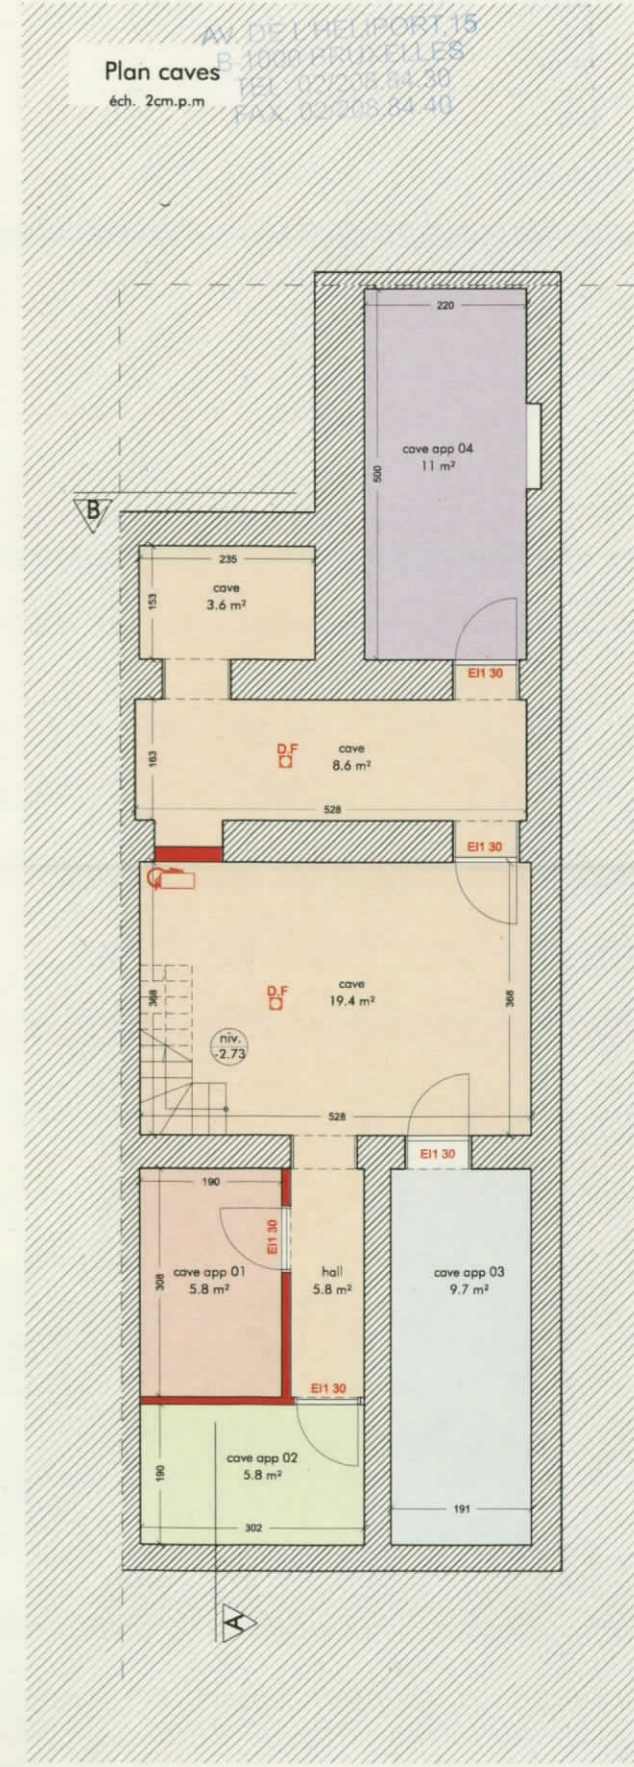 AV. DE L'HELIPORT,15
B-1000 BRUXELLES
TEL. 02/206.84.30
FAX. 02/206.84.40
Plan caves
éch. 2cm.p.m
220
500
cave app 04
11 m²
B
235
153
cave
3.6 m²
EI1 30
163
D.F
cave
8.6 m²
528
EI1 30
368
D.F
cave
19.4 m²
368
niv.
-2.73
528
EI1 30
190
308
cave app 01
5.8 m²
EI1 30
hall
5.8 m²
cave app 03
9.7 m²
EI1 30
190
cave app 02
5.8 m²
302
191
A